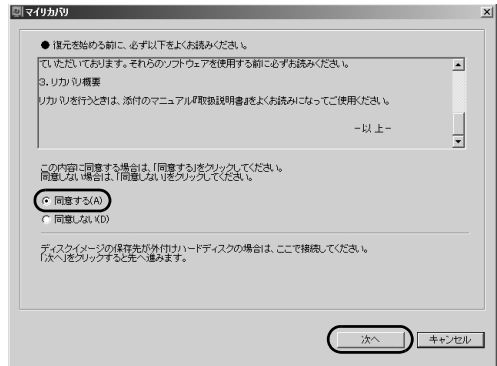 マイリカバリ
● 復元を始める前に、必ず以下をよくお読みください。
ていただいております。それらのソフトウェアを使用する前に必ずお読みください。
3. リカバリ概要
リカバリを行うときは、添付のマニュアル『取扱説明書』をよくお読みになってご使用ください。
－以 上－
この内容に同意する場合は、「同意する」をクリックしてください。
同意しない場合は、「同意しない」をクリックしてください。
同意する(A)
同意しない(D)
ディスクイメージの保存先が外付けハードディスクの場合は、ここで接続してください。
「次へ」をクリックすると先へ進みます。
次へ
キャンセル